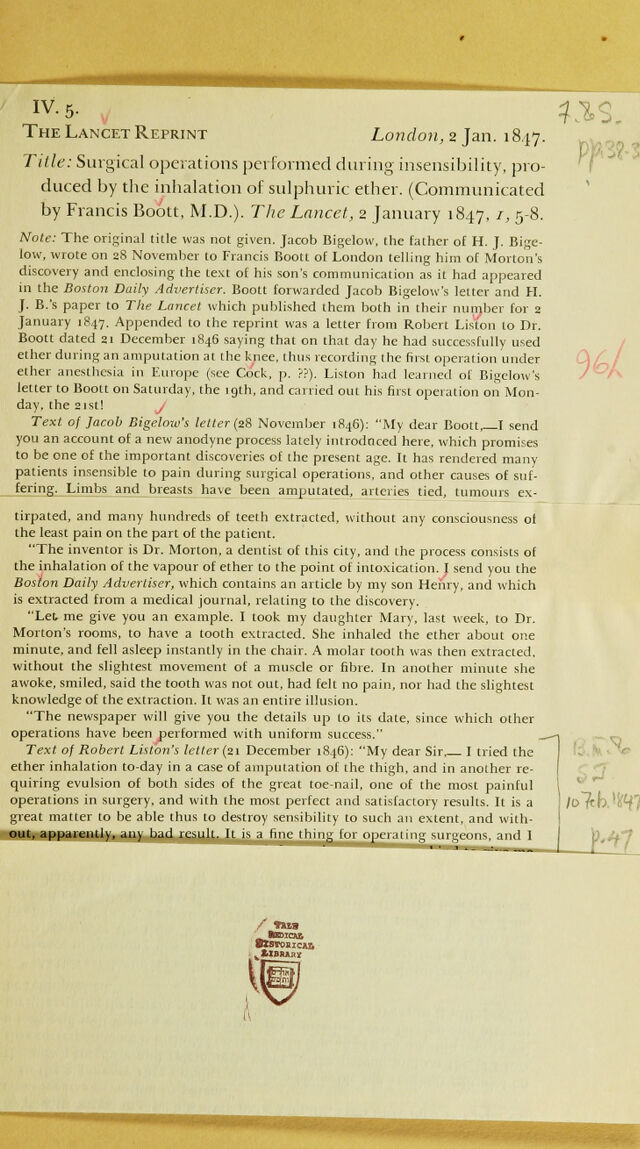 IV. 5.
7.&S.
THE LANCET REPRINT London, 2 Jan. 1847.
pp.38-3
Title: Surgical operations performed during insensibility, pro-
duced by the inhalation of sulphuric ether. (Communicated
by Francis Boott, M.D.). The Lancet, 2 January 1847, 1, 5-8.
Note: The original title was not given. Jacob Bigelow, the father of H. J. Bige-
low, wrote on 28 November to Francis Boott of London telling him of Morton's
discovery and enclosing the text of his son's communication as it had appeared
in the Boston Daily Advertiser. Boott forwarded Jacob Bigelow's letter and H.
J. B.'s paper to The Lancet which published them both in their number for 2
January 1847. Appended to the reprint was a letter from Robert Liston to Dr.
Boott dated 21 December 1846 saying that on that day he had successfully used
ether during an amputation at the knee, thus recording the first operation under
96/
ether anesthesia in Europe (see Cock, p. ??). Liston had learned of Bigelow's
letter to Boott on Saturday, the 19th, and carried out his first operation on Mon-
day, the 21st!
Text of Jacob Bigelow's letter (28 November 1846): "My dear Boott,—I send
you an account of a new anodyne process lately introdnced here, which promises
to be one of the important discoveries of the present age. It has rendered many
patients insensible to pain during surgical operations, and other causes of suf-
fering. Limbs and breasts have been amputated, arteries tied, tumours ex-
tirpated, and many hundreds of teeth extracted, without any consciousness of
the least pain on the part of the patient.
"The inventor is Dr. Morton, a dentist of this city, and the process consists of
the inhalation of the vapour of ether to the point of intoxication. I send you the
Boston Daily Advertiser, which contains an article by my son Henry, and which
is extracted from a medical journal, relating to the discovery.
"Let me give you an example. I took my daughter Mary, last week, to Dr.
Morton's rooms, to have a tooth extracted. She inhaled the ether about one
minute, and fell asleep instantly in the chair. A molar tooth was then extracted,
without the slightest movement of a muscle or fibre. In another minute she
awoke, smiled, said the tooth was not out, had felt no pain, nor had the slightest
knowledge of the extraction. It was an entire illusion.
"The newspaper will give you the details up to its date, since which other
operations have been performed with uniform success."
Text of Robert Liston's letter (21 December 1846): "My dear Sir,— I tried the
ether inhalation to-day in a case of amputation of the thigh, and in another re-
quiring evulsion of both sides of the great toe-nail, one of the most painful
operations in surgery, and with the most perfect and satisfactory results. It is a
great matter to be able thus to destroy sensibility to such an extent, and with-
out, apparently, any bad result. It is a fine thing for operating surgeons, and I
10 Feb. 1847
p.47
YALE
MEDICAL
HISTORICAL
LIBRARY